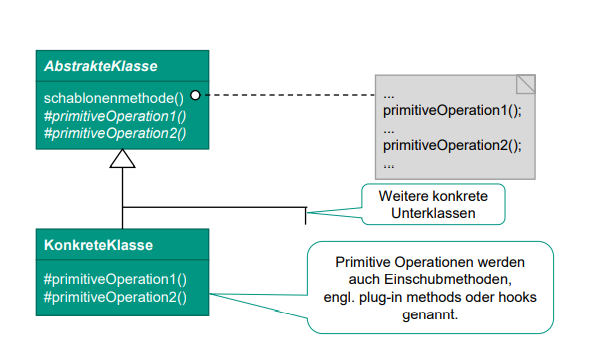 AbstrakteKlasse
schablonenmethode()
#primitiveOperation1()
#primitiveOperation2()
...
primitiveOperation1();
...
primitiveOperation2();
...
Weitere konkrete
Unterklassen
KonkreteKlasse
#primitiveOperation1()
#primitiveOperation2()
Primitive Operationen werden
auch Einschubmethoden,
engl. plug-in methods oder hooks
genannt.